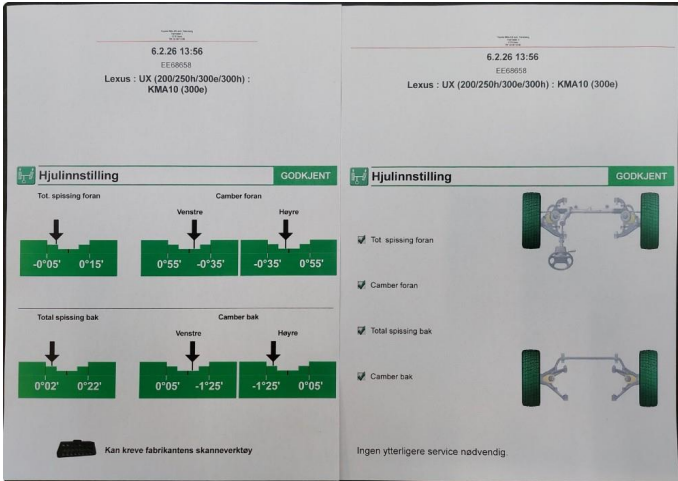 6.2.26 13:56
EE68658
Lexus : UX (200/250h/300e/300h) :
KMA10 (300e)
Hjulinnstilling GODKJENT
Tot. spissing foran Camber foran
Venstre Høyre
-0°05' 0°15' 0°55' -0°35' -0°35' 0°55'
Total spissing bak Camber bak
Venstre Høyre
0°02' 0°22' 0°05' -1°25' -1°25' 0°05'
Kan kreve fabrikantens skanneverktøy
6.2.26 13:56
EE68658
Lexus : UX (200/250h/300e/300h) : KMA10 (300e)
Hjulinnstilling GODKJENT
Tot. spissing foran
Camber foran
Total spissing bak
Camber bak
Ingen ytterligere service nødvendig.